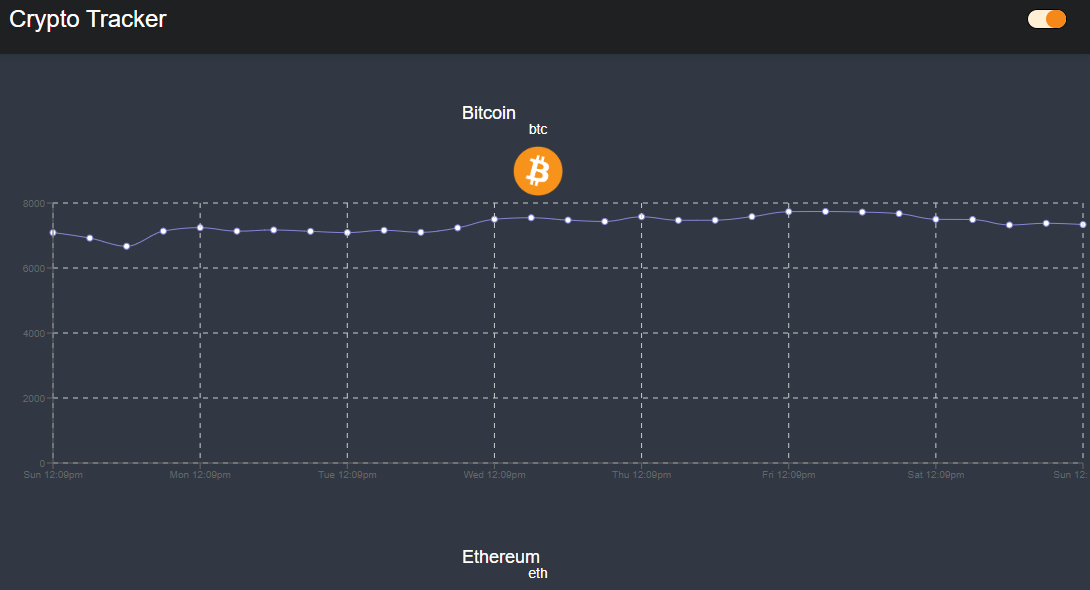 Crypto Tracker
Bitcoin
btc
8000
6000
4000
2000
0
Sun 12:09pm Mon 12:09pm Tue 12:09pm Wed 12:09pm Thu 12:09pm Fri 12:09pm Sat 12:09pm Sun 12:
Ethereum
eth